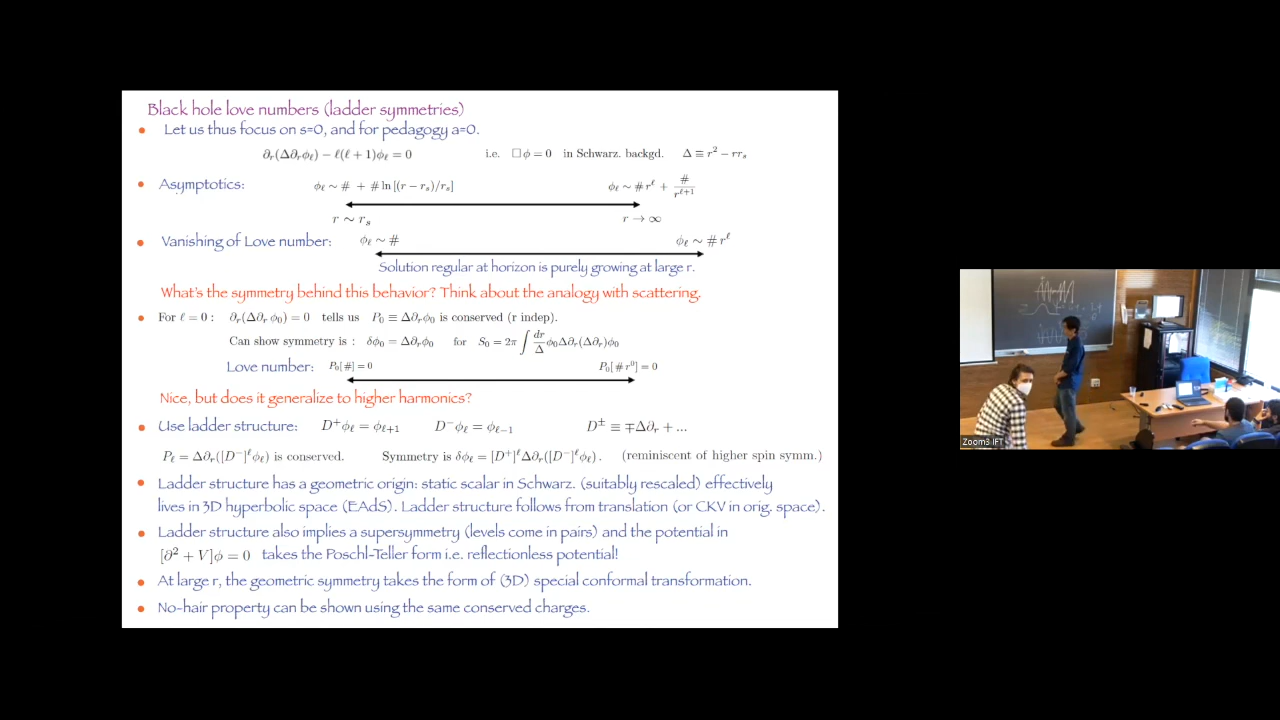 Black hole love numbers (ladder symmetries)
• Let us thus focus on s=0, and for pedagogy a=0.
∂_r(Δ∂_rφ_ℓ) − ℓ(ℓ+1)φ_ℓ = 0 i.e. □φ = 0 in Schwarz. backgd. Δ ≡ r² − rr_s
• Asymptotics: φ_ℓ ∼ # + # ln [(r − r_s)/r_s] φ_ℓ ∼ # r^ℓ + #/r^{ℓ+1}
r ∼ r_s r → ∞
• Vanishing of Love number: φ_ℓ ∼ # φ_ℓ ∼ # r^ℓ
Solution regular at horizon is purely growing at large r.
What's the symmetry behind this behavior? Think about the analogy with scattering.
• For ℓ = 0 : ∂_r(Δ∂_r φ_0) = 0 tells us P_0 ≡ Δ∂_rφ_0 is conserved (r indep).
Can show symmetry is : δφ_0 = Δ∂_rφ_0 for S_0 = 2π ∫ dr/Δ φ_0Δ∂_r(Δ∂_r)φ_0
Love number: P_0[#] = 0 P_0[# r^0] = 0
Nice, but does it generalize to higher harmonics?
• Use ladder structure: D^+φ_ℓ = φ_{ℓ+1} D^−φ_ℓ = φ_{ℓ−1} D^± ≡ ∓Δ∂_r + ...
P_ℓ = Δ∂_r([D^−]^ℓφ_ℓ) is conserved. Symmetry is δφ_ℓ = [D^+]^ℓΔ∂_r([D^−]^ℓφ_ℓ). (reminiscent of higher spin symm.)
• Ladder structure has a geometric origin: static scalar in Schwarz. (suitably rescaled) effectively
lives in 3D hyperbolic space (EAdS). Ladder structure follows from translation (or CKV in orig. space).
• Ladder structure also implies a supersymmetry (levels come in pairs) and the potential in
[∂² + V]φ = 0 takes the Poschl-Teller form i.e. reflectionless potential!
• At large r, the geometric symmetry takes the form of (3D) special conformal transformation.
• No-hair property can be shown using the same conserved charges.
Zoom3 IFT